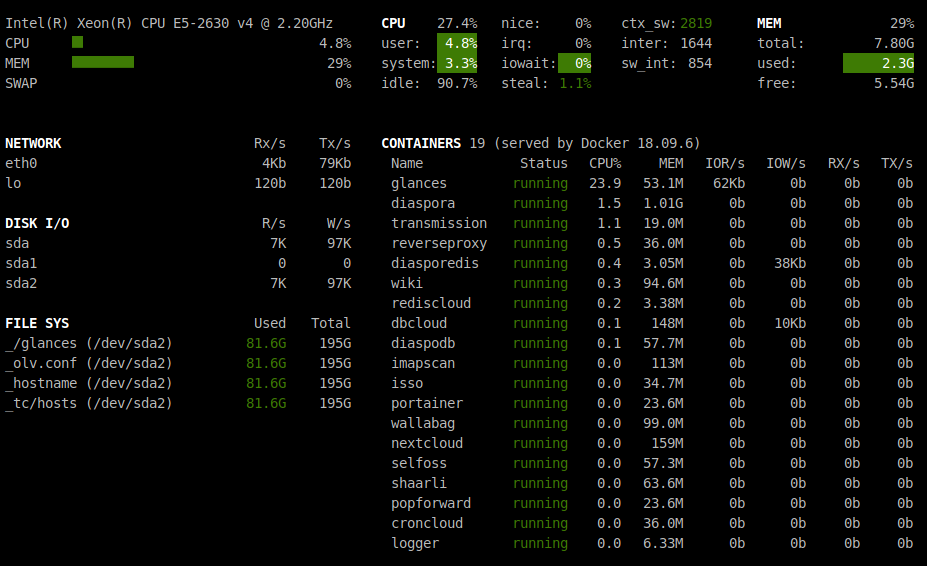 Intel(R) Xeon(R) CPU E5-2630 v4 @ 2.20GHz CPU 27.4% nice: 0% ctx_sw: 2819 MEM 29%
CPU 4.8% user: 4.8% irq: 0% inter: 1644 total: 7.80G
MEM 29% system: 3.3% iowait: 0% sw_int: 854 used: 2.3G
SWAP 0% idle: 90.7% steal: 1.1% free: 5.54G
NETWORK Rx/s Tx/s CONTAINERS 19 (served by Docker 18.09.6)
eth0 4Kb 79Kb Name Status CPU% MEM IOR/s IOW/s RX/s TX/s
lo 120b 120b glances running 23.9 53.1M 62Kb 0b 0b 0b
diaspora running 1.5 1.01G 0b 0b 0b 0b
DISK I/O R/s W/s transmission running 1.1 19.0M 0b 0b 0b 0b
sda 7K 97K reverseproxy running 0.5 36.0M 0b 0b 0b 0b
sda1 0 0 diasporedis running 0.4 3.05M 0b 38Kb 0b 0b
sda2 7K 97K wiki running 0.3 94.6M 0b 0b 0b 0b
rediscloud running 0.2 3.38M 0b 0b 0b 0b
FILE SYS Used Total dbcloud running 0.1 148M 0b 10Kb 0b 0b
_/glances (/dev/sda2) 81.6G 195G diaspodb running 0.1 57.7M 0b 0b 0b 0b
_olv.conf (/dev/sda2) 81.6G 195G imapscan running 0.0 113M 0b 0b 0b 0b
_hostname (/dev/sda2) 81.6G 195G isso running 0.0 34.7M 0b 0b 0b 0b
_tc/hosts (/dev/sda2) 81.6G 195G portainer running 0.0 23.6M 0b 0b 0b 0b
wallabag running 0.0 99.0M 0b 0b 0b 0b
nextcloud running 0.0 159M 0b 0b 0b 0b
selfoss running 0.0 57.3M 0b 0b 0b 0b
shaarli running 0.0 63.6M 0b 0b 0b 0b
popforward running 0.0 23.6M 0b 0b 0b 0b
croncloud running 0.0 36.0M 0b 0b 0b 0b
logger running 0.0 6.33M 0b 0b 0b 0b